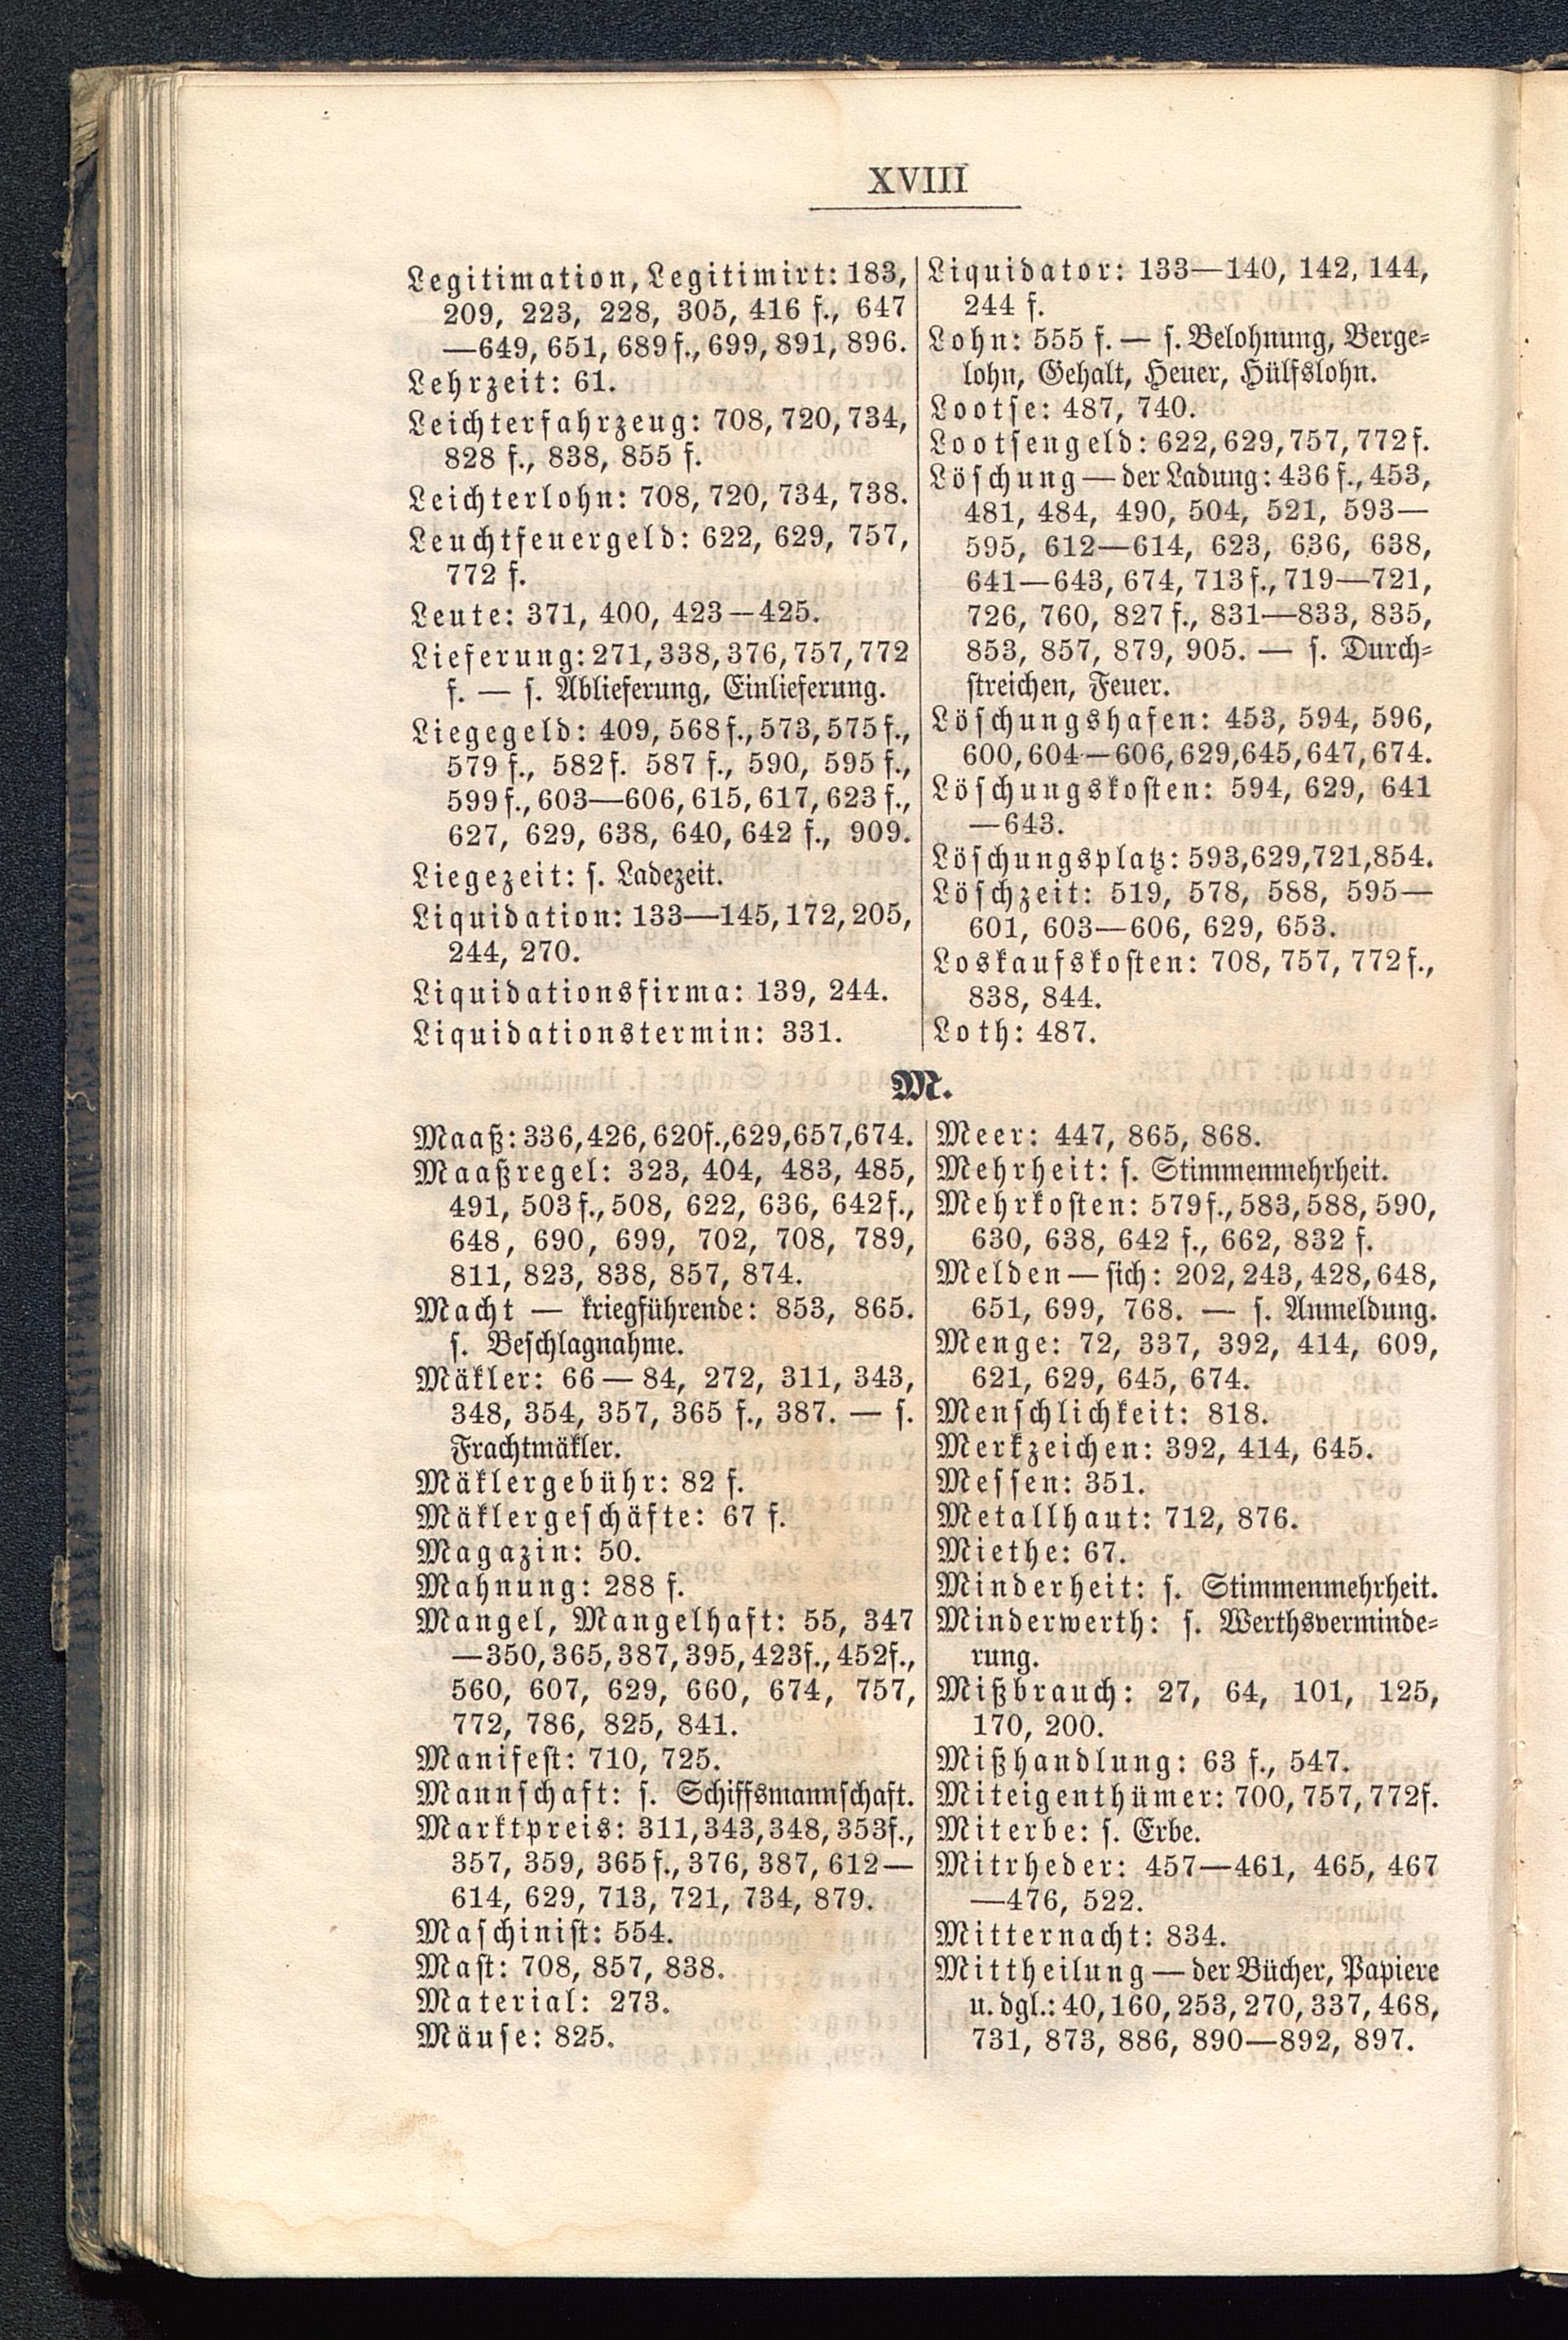 XVIII
Legitimation, Legitimirt: 183,
209, 223, 228, 305, 416 f., 647
—649, 651, 689 f., 699, 891, 896.
Lehrzeit: 61.
Leichterfahrzeug: 708, 720, 734,
828 f., 838, 855 f.
Leichterlohn: 708, 720, 734, 738.
Leuchtfeuergeld: 622, 629, 757,
772 f.
Leute: 371, 400, 423—425.
Lieferung: 271, 338, 376, 757, 772
f. — s. Ablieferung, Einlieferung.
Liegegeld: 409, 568 f., 573, 575 f.,
579 f., 582 f. 587 f., 590, 595 f.,
599 f., 603—606, 615, 617, 623 f.,
627, 629, 638, 640, 642 f., 909.
Liegezeit: s. Ladezeit.
Liquidation: 133—145, 172, 205,
244, 270.
Liquidationsfirma: 139, 244.
Liquidationstermin: 331.
Liquidator: 133—140, 142, 144,
244 f.
Lohn: 555 f. — s. Belohnung, Berge-
lohn, Gehalt, Heuer, Hülfslohn.
Lootse: 487, 740.
Lootsengeld: 622, 629, 757, 772 f.
Löschung — der Ladung: 436 f., 453,
481, 484, 490, 504, 521, 593—
595, 612—614, 623, 636, 638,
641—643, 674, 713 f., 719—721,
726, 760, 827 f., 831—833, 835,
853, 857, 879, 905. — s. Durch-
streichen, Feuer.
Löschungshafen: 453, 594, 596,
600, 604—606, 629, 645, 647, 674.
Löschungskosten: 594, 629, 641
—643.
Löschungsplatz: 593, 629, 721, 854.
Löschzeit: 519, 578, 588, 595—
601, 603—606, 629, 653.
Loskaufskosten: 708, 757, 772 f.,
838, 844.
Loth: 487.
M.
Maaß: 336, 426, 620 f., 629, 657, 674.
Maaßregel: 323, 404, 483, 485,
491, 503 f., 508, 622, 636, 642 f.,
648, 690, 699, 702, 708, 789,
811, 823, 838, 857, 874.
Macht — kriegführende: 853, 865.
s. Beschlagnahme.
Mäkler: 66—84, 272, 311, 343,
348, 354, 357, 365 f., 387. — s.
Frachtmäkler.
Mäklergebühr: 82 f.
Mäklergeschäfte: 67 f.
Magazin: 50.
Mahnung: 288 f.
Mangel, Mangelhaft: 55, 347
—350, 365, 387, 395, 423 f., 452 f.,
560, 607, 629, 660, 674, 757,
772, 786, 825, 841.
Manifest: 710, 725.
Mannschaft: s. Schiffsmannschaft.
Marktpreis: 311, 343, 348, 353 f.,
357, 359, 365 f., 376, 387, 612—
614, 629, 713, 721, 734, 879.
Maschinist: 554.
Mast: 708, 857, 838.
Material: 273.
Mäuse: 825.
Meer: 447, 865, 868.
Mehrheit: s. Stimmenmehrheit.
Mehrkosten: 579 f., 583, 588, 590,
630, 638, 642 f., 662, 832 f.
Melden — sich: 202, 243, 428, 648,
651, 699, 768. — s. Anmeldung.
Menge: 72, 337, 392, 414, 609,
621, 629, 645, 674.
Menschlichkeit: 818.
Merkzeichen: 392, 414, 645.
Messen: 351.
Metallhaut: 712, 876.
Miethe: 67.
Minderheit: s. Stimmenmehrheit.
Minderwerth: s. Werthsverminde-
rung.
Mißbrauch: 27, 64, 101, 125,
170, 200.
Mißhandlung: 63 f., 547.
Miteigenthümer: 700, 757, 772 f.
Miterbe: s. Erbe.
Mitrheder: 457—461, 465, 467
—476, 522.
Mitternacht: 834.
Mittheilung — der Bücher, Papiere
u. dgl.: 40, 160, 253, 270, 337, 468,
731, 873, 886, 890—892, 897.